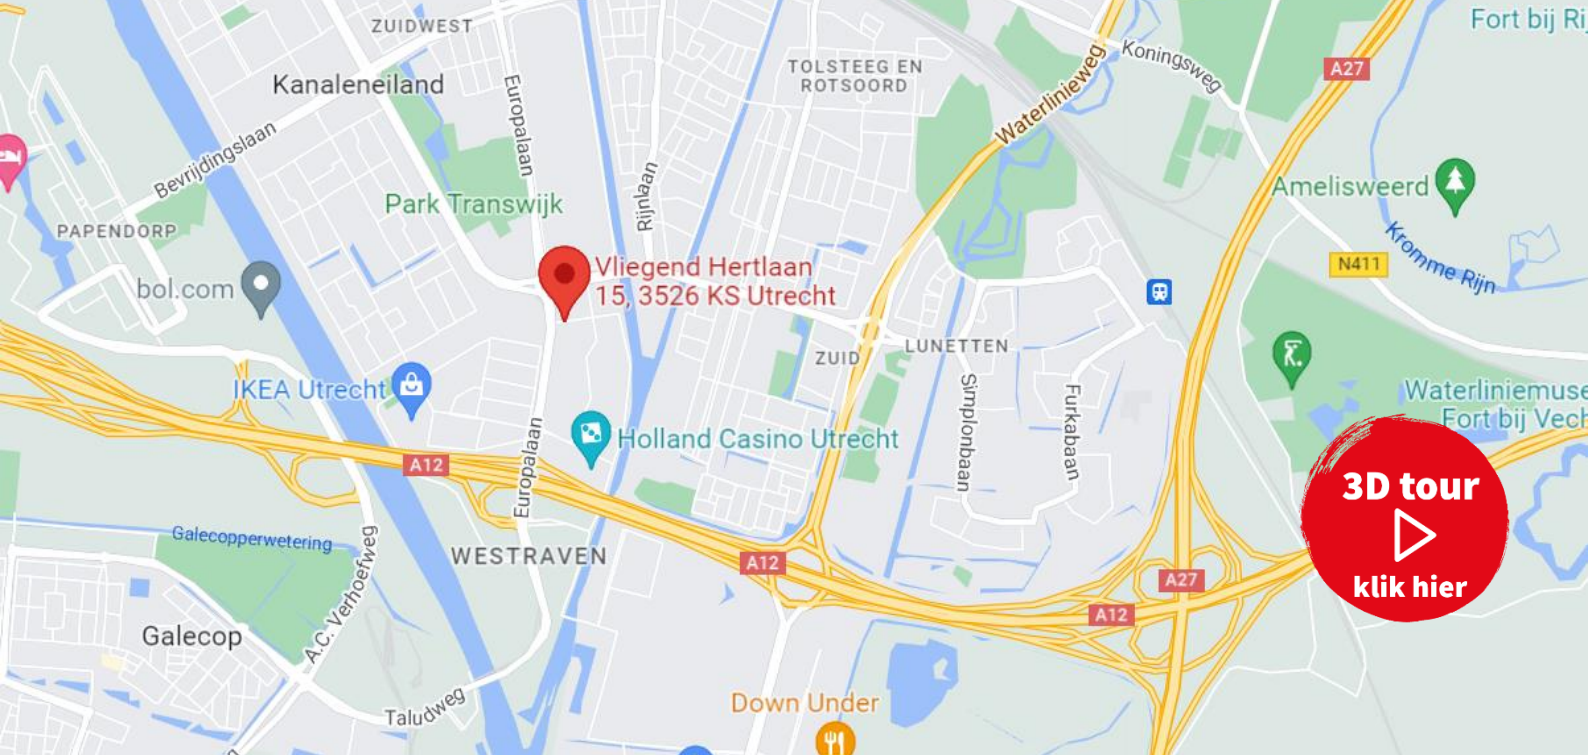 ZUIDWEST
Fort bij Rij
Kanaleneiland
TOLSTEEG EN
ROTSOORD
Koningsweg
A27
Europalaan
Waterlinieweg
Bevrijdingslaan
Rijnlaan
Amelisweerd
Park Transwijk
PAPENDORP
Kromme Rijn
N411
bol.com
Vliegend Hertlaan
15, 3526 KS Utrecht
ZUID
LUNETTEN
IKEA Utrecht
Simplonbaan
Furkabaan
Waterliniemuse
Fort bij Vech
Holland Casino Utrecht
A12
Europalaan
3D tour
klik hier
Galecopperwetering
WESTRAVEN
A12
A27
A12
A.C. Verhoefweg
Galecop
Taludweg
Down Under